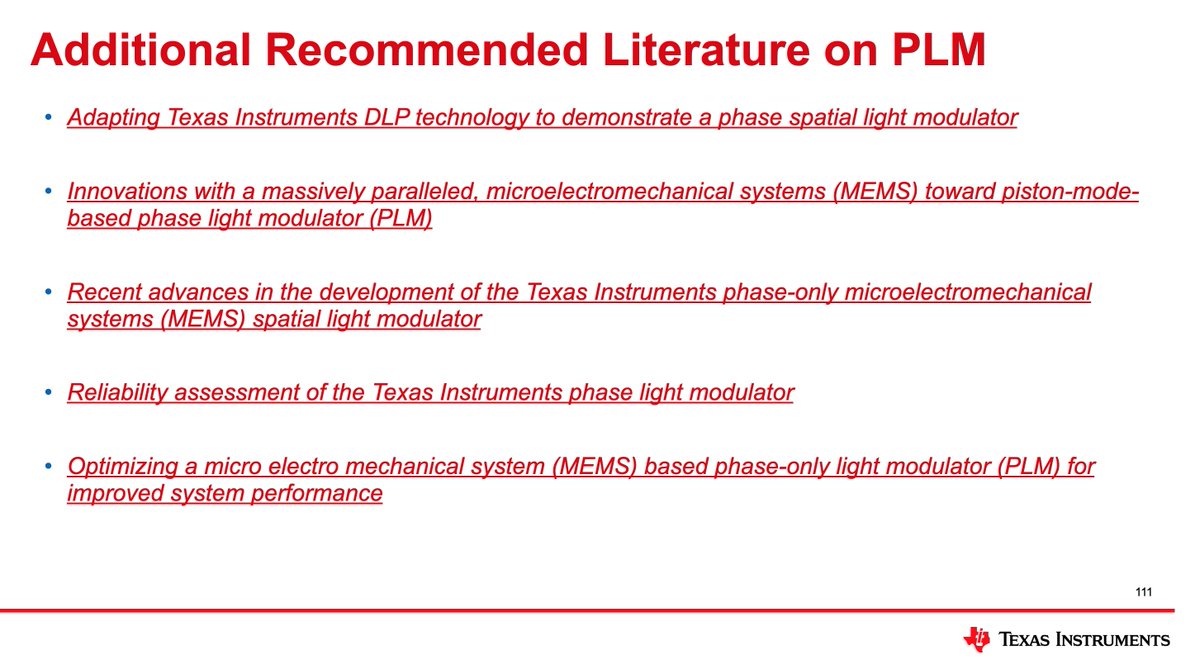 Additional Recommended Literature on PLM
• Adapting Texas Instruments DLP technology to demonstrate a phase spatial light modulator
• Innovations with a massively paralleled, microelectromechanical systems (MEMS) toward piston-mode-
based phase light modulator (PLM)
• Recent advances in the development of the Texas Instruments phase-only microelectromechanical
systems (MEMS) spatial light modulator
• Reliability assessment of the Texas Instruments phase light modulator
• Optimizing a micro electro mechanical system (MEMS) based phase-only light modulator (PLM) for
improved system performance
111
TEXAS INSTRUMENTS